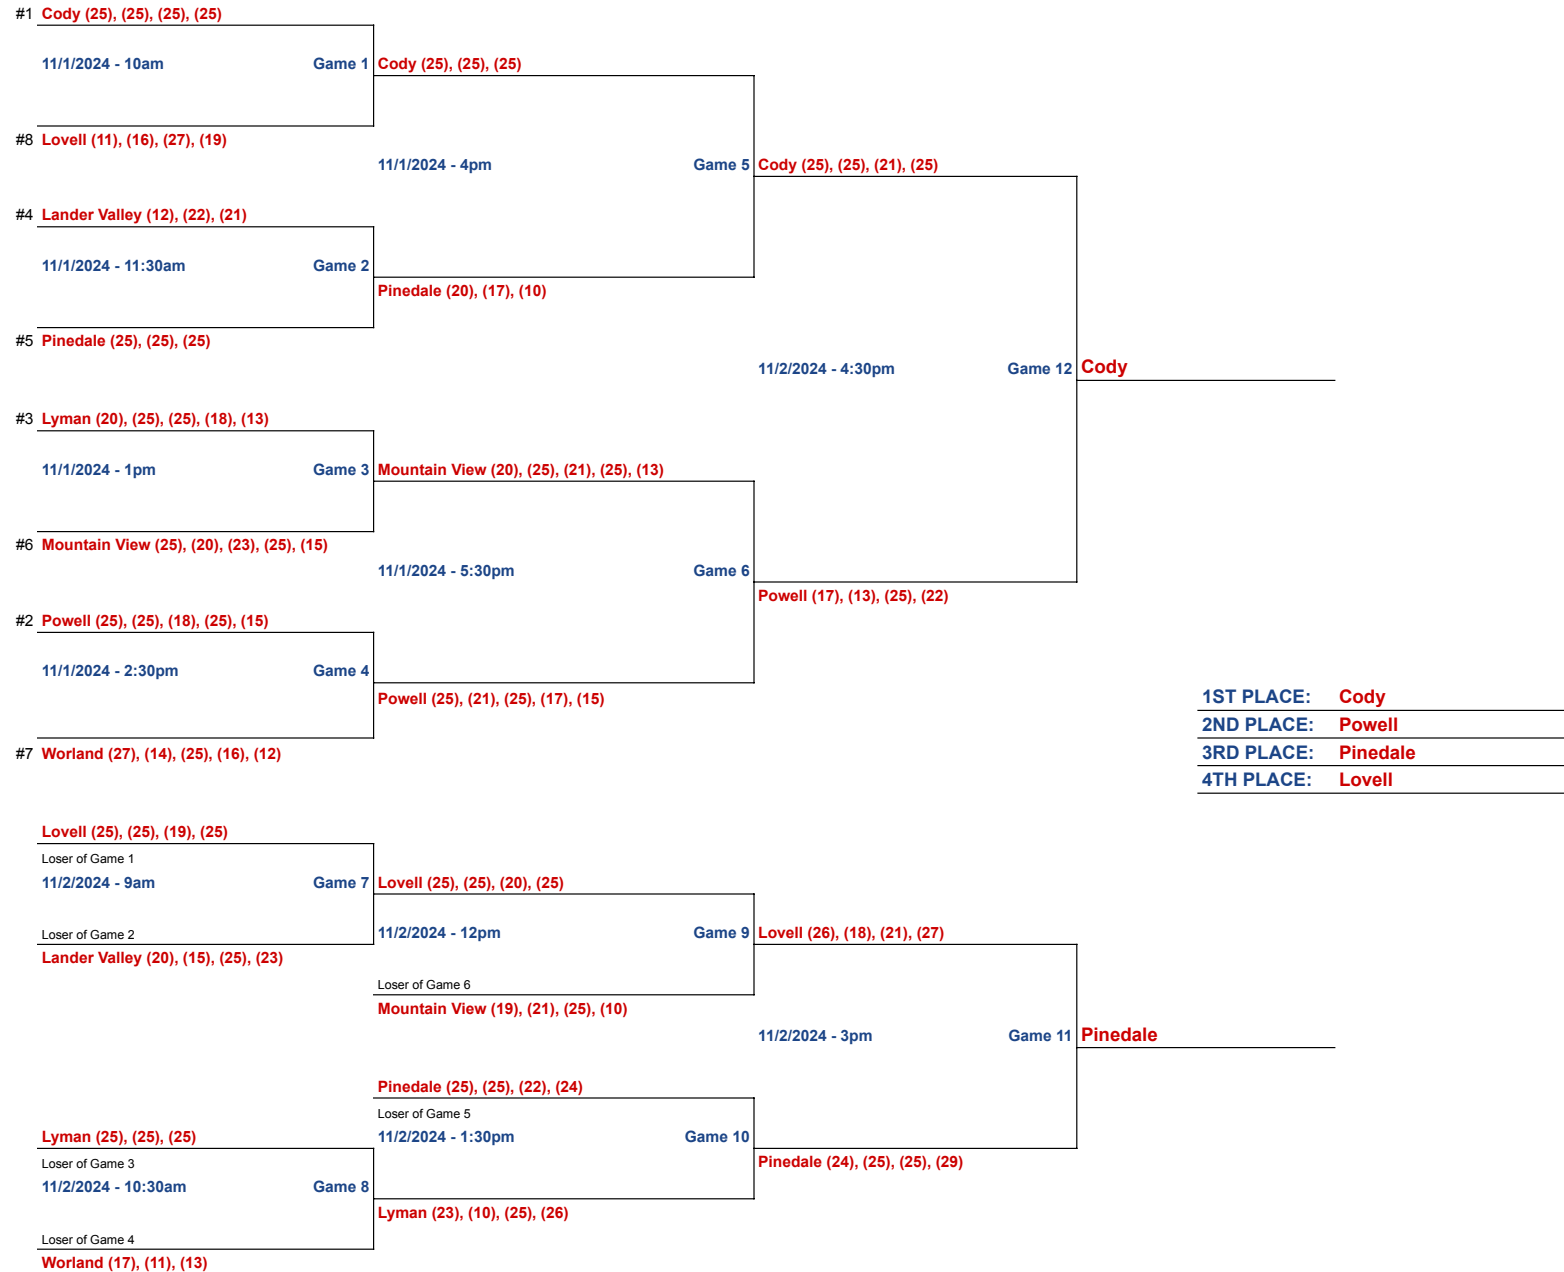 #1 Cody (25), (25), (25), (25)
11/1/2024 - 10am Game 1 Cody (25), (25), (25)
#8 Lovell (11), (16), (27), (19)
11/1/2024 - 4pm Game 5 Cody (25), (25), (21), (25)
#4 Lander Valley (12), (22), (21)
11/1/2024 - 11:30am Game 2
Pinedale (20), (17), (10)
#5 Pinedale (25), (25), (25)
11/2/2024 - 4:30pm Game 12 Cody
#3 Lyman (20), (25), (25), (18), (13)
11/1/2024 - 1pm Game 3 Mountain View (20), (25), (21), (25), (13)
#6 Mountain View (25), (20), (23), (25), (15)
11/1/2024 - 5:30pm Game 6
Powell (17), (13), (25), (22)
#2 Powell (25), (25), (18), (25), (15)
11/1/2024 - 2:30pm Game 4
Powell (25), (21), (25), (17), (15)
1ST PLACE: Cody
2ND PLACE: Powell
#7 Worland (27), (14), (25), (16), (12)
3RD PLACE: Pinedale
4TH PLACE: Lovell
Lovell (25), (25), (19), (25)
Loser of Game 1
11/2/2024 - 9am Game 7 Lovell (25), (25), (20), (25)
Loser of Game 2
11/2/2024 - 12pm Game 9 Lovell (26), (18), (21), (27)
Lander Valley (20), (15), (25), (23)
Loser of Game 6
Mountain View (19), (21), (25), (10)
11/2/2024 - 3pm Game 11 Pinedale
Pinedale (25), (25), (22), (24)
Loser of Game 5
Lyman (25), (25), (25)
11/2/2024 - 1:30pm Game 10
Loser of Game 3
Pinedale (24), (25), (25), (29)
11/2/2024 - 10:30am Game 8
Lyman (23), (10), (25), (26)
Loser of Game 4
Worland (17), (11), (13)